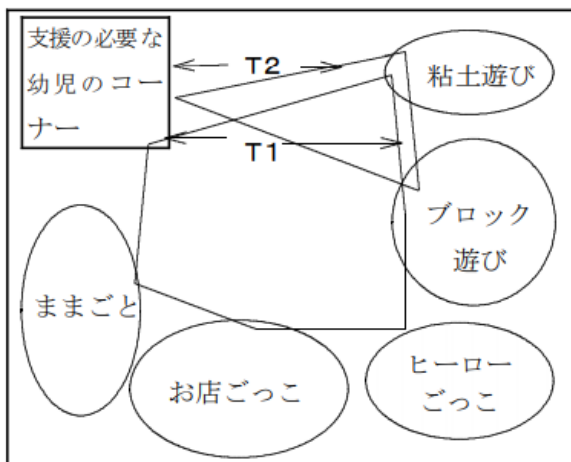 支援の必要な
幼児のコー
ナー
T2
粘土遊び
T1
ブロック
遊び
ままごと
お店ごっこ
ヒーロー
ごっこ